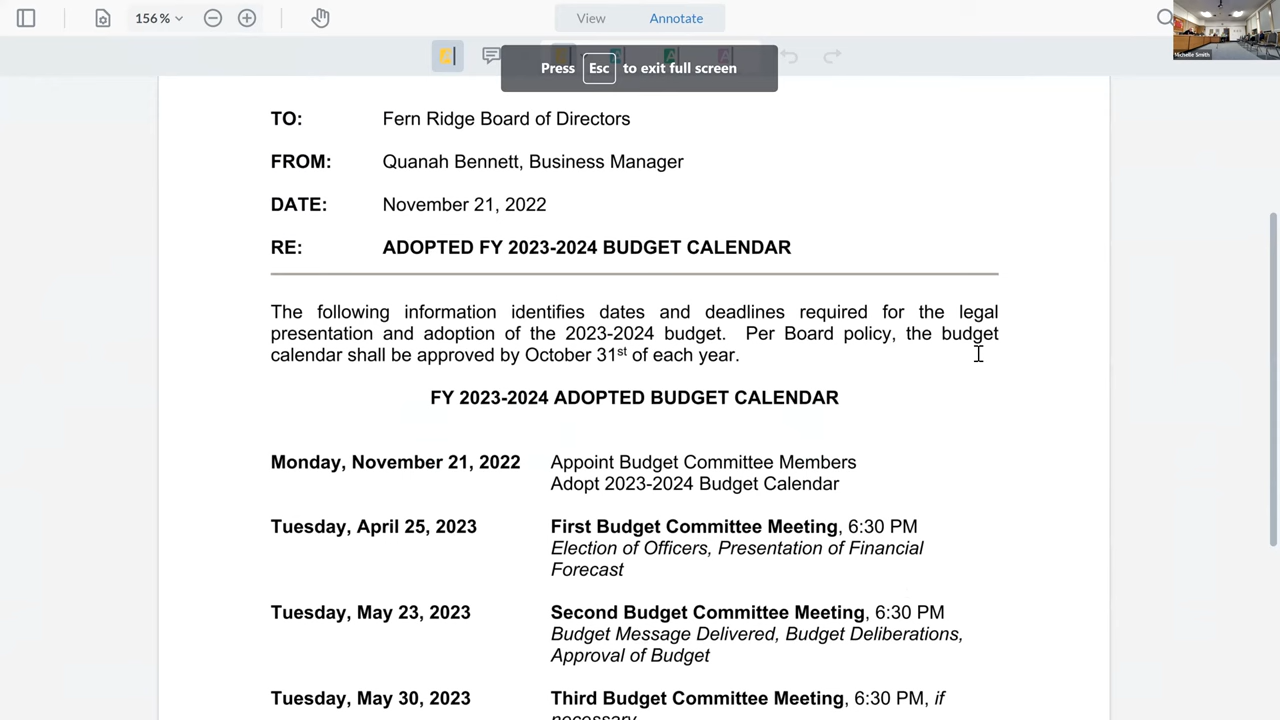 156 %
View
Annotate
Press Esc to exit full screen
Michelle Smith
TO: Fern Ridge Board of Directors
FROM: Quanah Bennett, Business Manager
DATE: November 21, 2022
RE: ADOPTED FY 2023-2024 BUDGET CALENDAR
The following information identifies dates and deadlines required for the legal
presentation and adoption of the 2023-2024 budget. Per Board policy, the budget
calendar shall be approved by October 31st of each year.
FY 2023-2024 ADOPTED BUDGET CALENDAR
Monday, November 21, 2022 Appoint Budget Committee Members
Adopt 2023-2024 Budget Calendar
Tuesday, April 25, 2023 First Budget Committee Meeting, 6:30 PM
Election of Officers, Presentation of Financial
Forecast
Tuesday, May 23, 2023 Second Budget Committee Meeting, 6:30 PM
Budget Message Delivered, Budget Deliberations,
Approval of Budget
Tuesday, May 30, 2023 Third Budget Committee Meeting, 6:30 PM, if
necessary